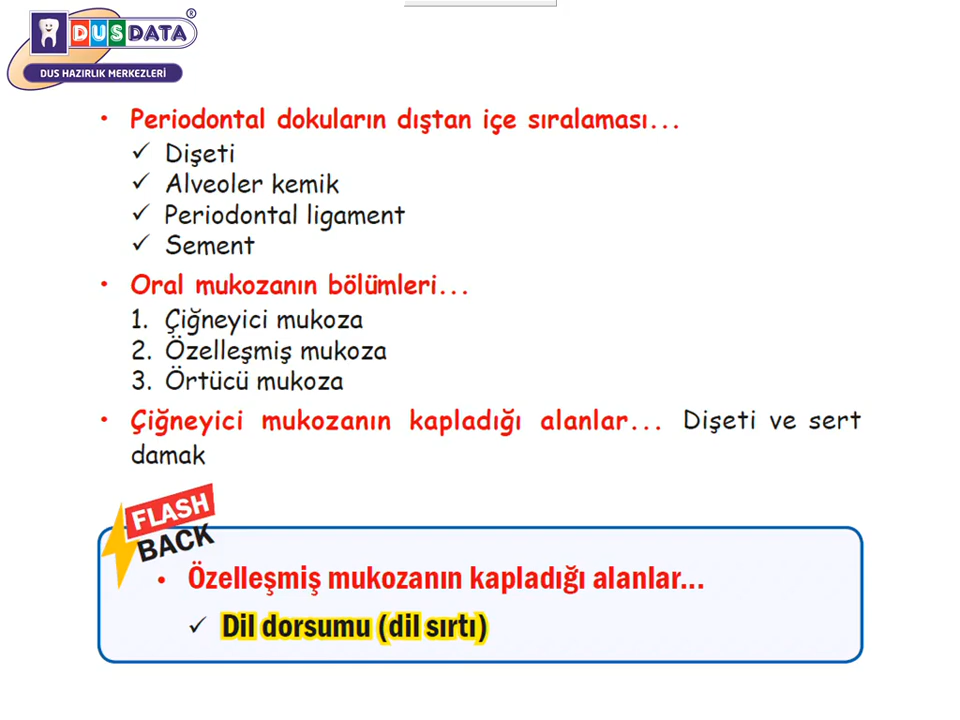 DUSDATA®
DUS HAZIRLIK MERKEZLERİ
• Periodontal dokuların dıştan içe sıralaması...
✓ Dişeti
✓ Alveoler kemik
✓ Periodontal ligament
✓ Sement
• Oral mukozanın bölümleri...
1. Çiğneyici mukoza
2. Özelleşmiş mukoza
3. Örtücü mukoza
• Çiğneyici mukozanın kapladığı alanlar... Dişeti ve sert
damak
FLASH
BACK
• Özelleşmiş mukozanın kapladığı alanlar...
✓ Dil dorsumu (dil sırtı)